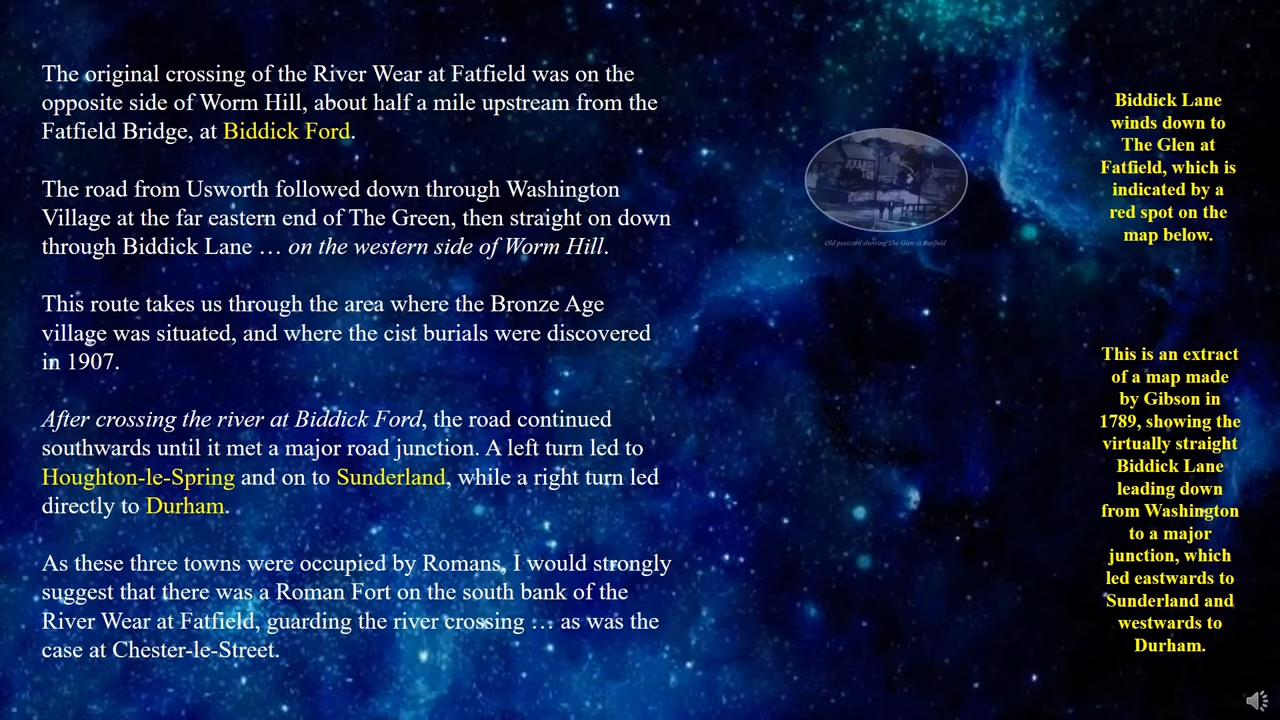 The original crossing of the River Wear at Fatfield was on the
opposite side of Worm Hill, about half a mile upstream from the
Fatfield Bridge, at Biddick Ford.
The road from Usworth followed down through Washington
Village at the far eastern end of The Green, then straight on down
through Biddick Lane … on the western side of Worm Hill.
This route takes us through the area where the Bronze Age
village was situated, and where the cist burials were discovered
in 1907.
After crossing the river at Biddick Ford, the road continued
southwards until it met a major road junction. A left turn led to
Houghton-le-Spring and on to Sunderland, while a right turn led
directly to Durham.
As these three towns were occupied by Romans, I would strongly
suggest that there was a Roman Fort on the south bank of the
River Wear at Fatfield, guarding the river crossing … as was the
case at Chester-le-Street.
Old postcard showing The Glen at Fatfield
Biddick Lane
winds down to
The Glen at
Fatfield, which is
indicated by a
red spot on the
map below.
This is an extract
of a map made
by Gibson in
1789, showing the
virtually straight
Biddick Lane
leading down
from Washington
to a major
junction, which
led eastwards to
Sunderland and
westwards to
Durham.